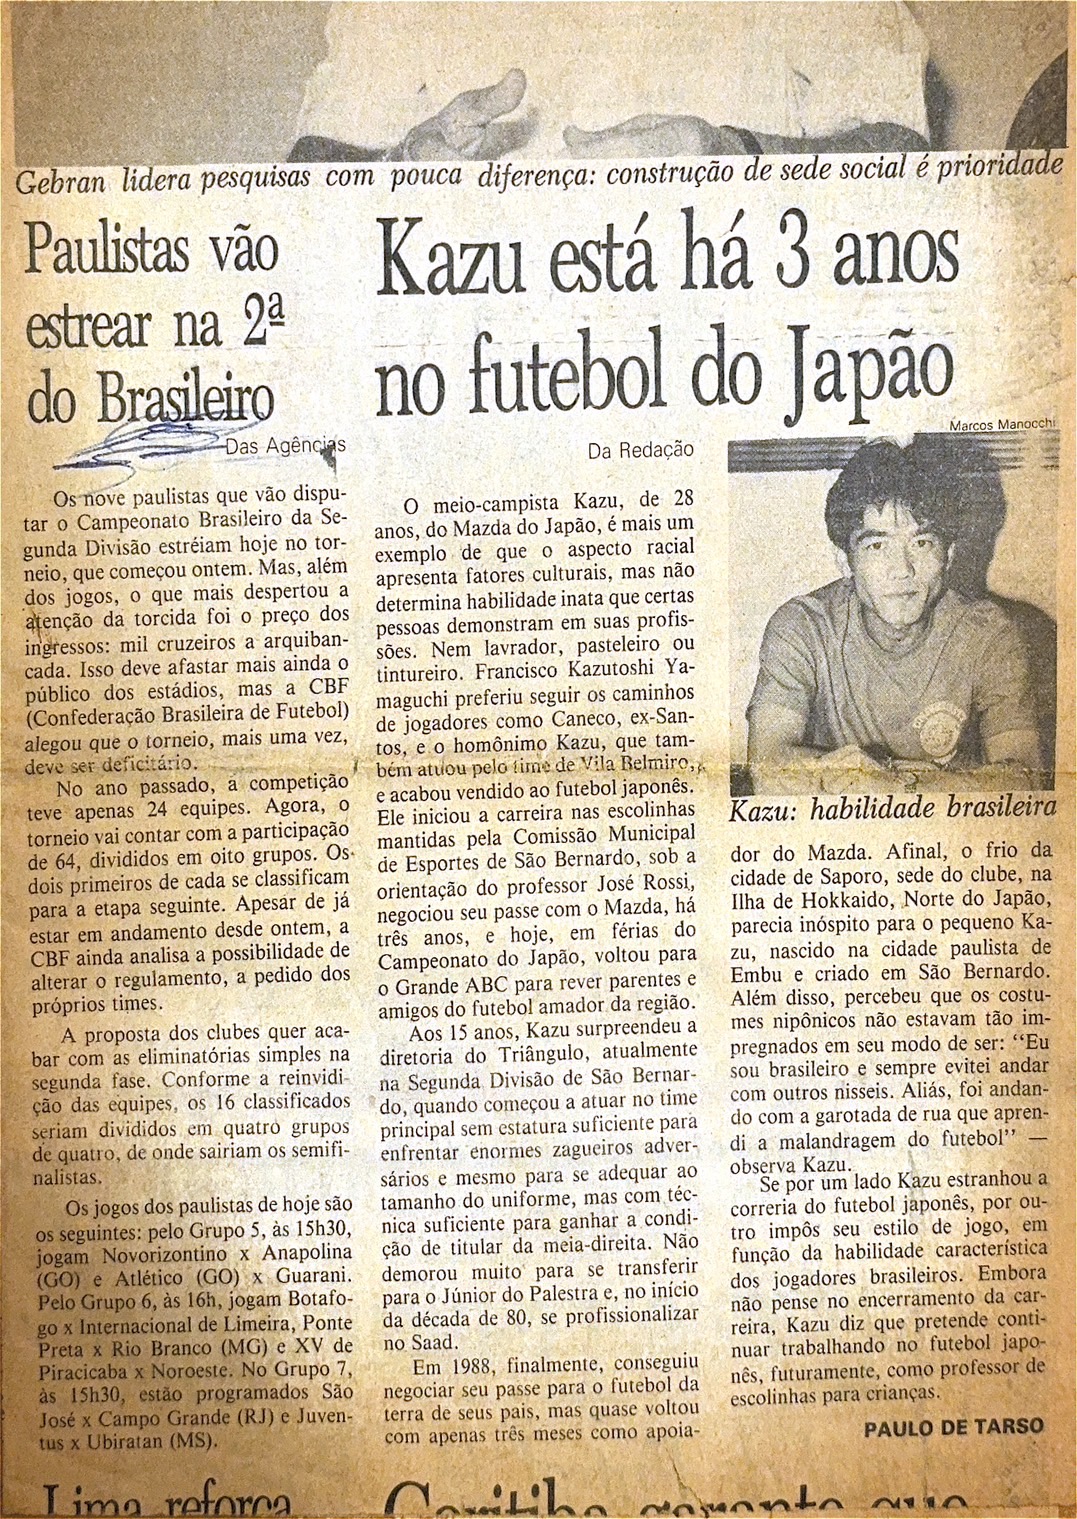 Gebran lidera pesquisas com pouca diferença: construção de sede social é prioridade
Paulistas vão
estrear na 2ª
do Brasileiro
Das Agências
Os nove paulistas que vão dispu-
tar o Campeonato Brasileiro da Se-
gunda Divisão estréiam hoje no tor-
neio, que começou ontem. Mas, além
dos jogos, o que mais despertou a
atenção da torcida foi o preço dos
ingressos: mil cruzeiros a arquiban-
cada. Isso deve afastar mais ainda o
público dos estádios, mas a CBF
(Confederação Brasileira de Futebol)
alegou que o torneio, mais uma vez,
deve ser deficitário.
No ano passado, a competição
teve apenas 24 equipes. Agora, o
torneio vai contar com a participação
de 64, divididos em oito grupos. Os
dois primeiros de cada se classificam
para a etapa seguinte. Apesar de já
estar em andamento desde ontem, a
CBF ainda analisa a possibilidade de
alterar o regulamento, a pedido dos
próprios times.
A proposta dos clubes quer aca-
bar com as eliminatórias simples na
segunda fase. Conforme a reinvidi-
ção das equipes, os 16 classificados
seriam divididos em quatro grupos
de quatro, de onde sairiam os semifi-
nalistas.
Os jogos dos paulistas de hoje são
os seguintes: pelo Grupo 5, às 15h30,
jogam Novorizontino x Anapolina
(GO) e Atlético (GO) x Guarani.
Pelo Grupo 6, às 16h, jogam Botafo-
go x Internacional de Limeira, Ponte
Preta x Rio Branco (MG) e XV de
Piracicaba x Noroeste. No Grupo 7,
às 15h30, estão programados São
José x Campo Grande (RJ) e Juven-
tus x Ubiratan (MS).
Kazu está há 3 anos
no futebol do Japão
Da Redação
O meio-campista Kazu, de 28
anos, do Mazda do Japão, é mais um
exemplo de que o aspecto racial
apresenta fatores culturais, mas não
determina habilidade inata que certas
pessoas demonstram em suas profis-
sões. Nem lavrador, pasteleiro ou
tintureiro. Francisco Kazutoshi Ya-
maguchi preferiu seguir os caminhos
de jogadores como Caneco, ex-San-
tos, e o homônimo Kazu, que tam-
bém atuou pelo time de Vila Belmiro,
e acabou vendido ao futebol japonês.
Ele iniciou a carreira nas escolinhas
mantidas pela Comissão Municipal
de Esportes de São Bernardo, sob a
orientação do professor José Rossi,
negociou seu passe com o Mazda, há
três anos, e hoje, em férias do
Campeonato do Japão, voltou para
o Grande ABC para rever parentes e
amigos do futebol amador da região.
Aos 15 anos, Kazu surpreendeu a
diretoria do Triângulo, atualmente
na Segunda Divisão de São Bernar-
do, quando começou a atuar no time
principal sem estatura suficiente para
enfrentar enormes zagueiros adver-
sários e mesmo para se adequar ao
tamanho do uniforme, mas com téc-
nica suficiente para ganhar a condi-
ção de titular da meia-direita. Não
demorou muito para se transferir
para o Júnior do Palestra e, no início
da década de 80, se profissionalizar
no Saad.
Em 1988, finalmente, conseguiu
negociar seu passe para o futebol da
terra de seus pais, mas quase voltou
com apenas três meses como apoia-
Marcos Manocchi
Kazu: habilidade brasileira
dor do Mazda. Afinal, o frio da
cidade de Saporo, sede do clube, na
Ilha de Hokkaido, Norte do Japão,
parecia inóspito para o pequeno Ka-
zu, nascido na cidade paulista de
Embu e criado em São Bernardo.
Além disso, percebeu que os costu-
mes nipônicos não estavam tão im-
pregnados em seu modo de ser: “Eu
sou brasileiro e sempre evitei andar
com outros nisseis. Aliás, foi andan-
do com a garotada de rua que apren-
di a malandragem do futebol” —
observa Kazu.
Se por um lado Kazu estranhou a
correria do futebol japonês, por ou-
tro impôs seu estilo de jogo, em
função da habilidade característica
dos jogadores brasileiros. Embora
não pense no encerramento da car-
reira, Kazu diz que pretende conti-
nuar trabalhando no futebol japo-
nês, futuramente, como professor de
escolinhas para crianças.
PAULO DE TARSO
Lima reforça
Coritiba garante que